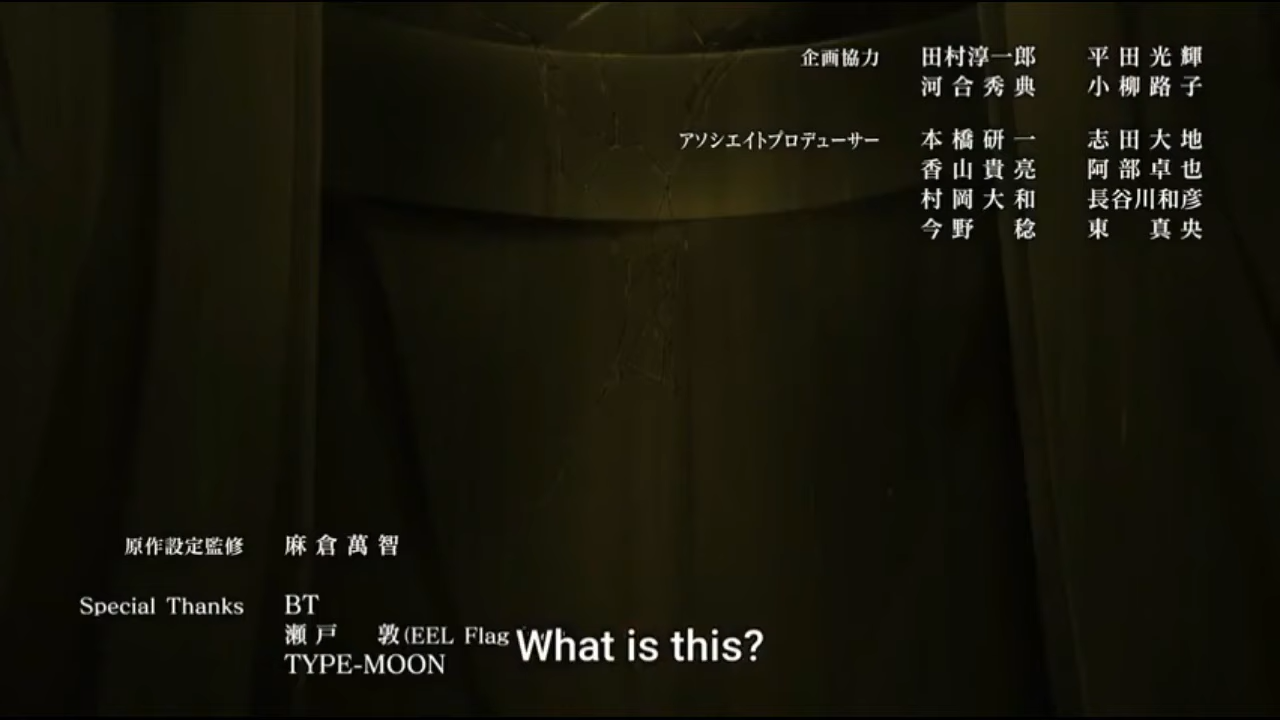 企画協力 田村淳一郎 平田光輝
河合秀典 小柳路子
アソシエイトプロデューサー 本橋研一 志田大地
香山貴亮 阿部卓也
村岡大和 長谷川和彦
今野 稔 東 真央
原作設定監修 麻倉萬智
Special Thanks BT
瀬戸 敦(EEL Flag
TYPE-MOON
What is this?